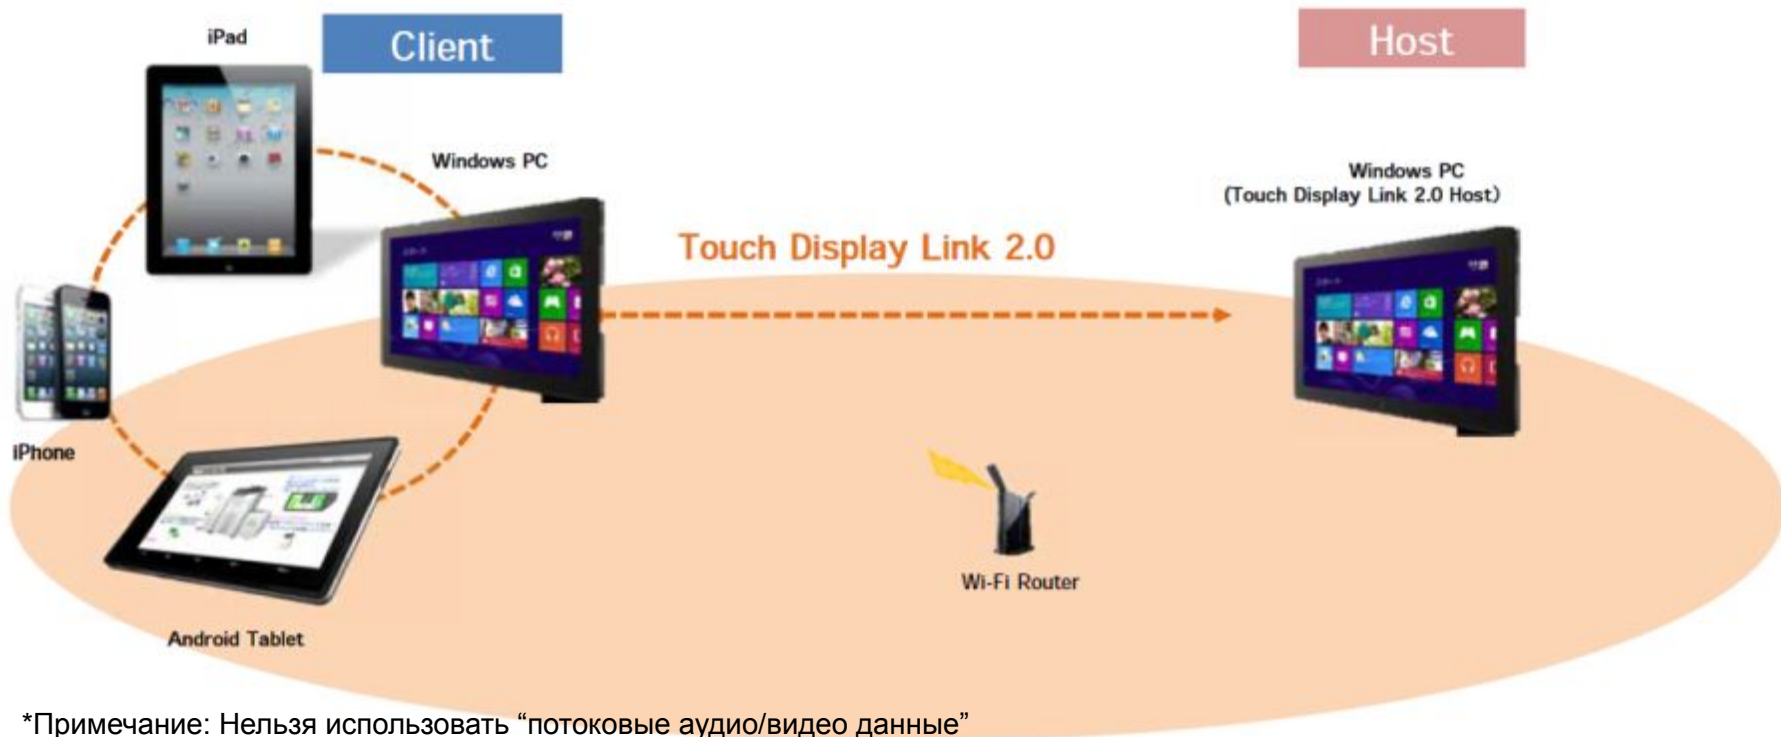 iPad
Client
Host
Windows PC
Windows PC
(Touch Display Link 2.0 Host)
Touch Display Link 2.0
iPhone
Wi-Fi Router
Android Tablet
*Примечание: Нельзя использовать “потоковые аудио/видео данные”